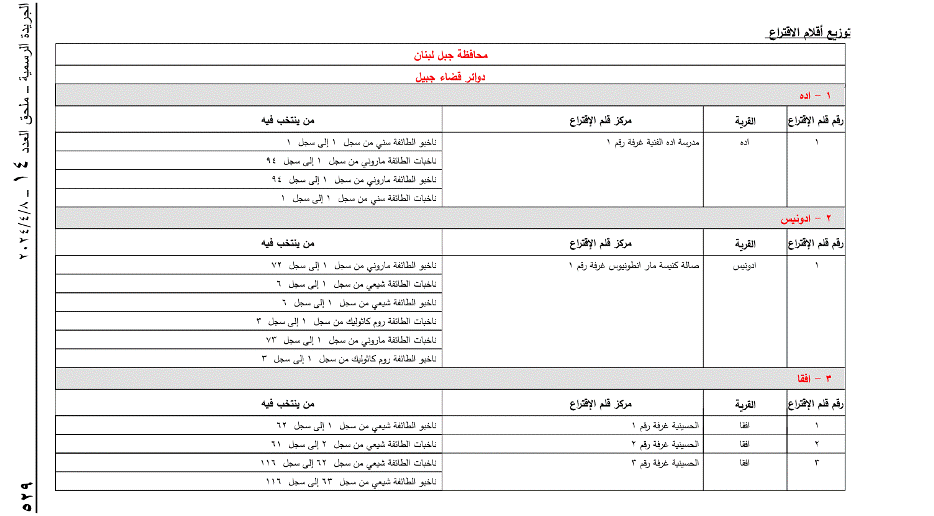 توزيع أقلام الاقتراع
محافظة جبل لبنان
دوائر قضاء جبيل
١ - اده
رقم قلم الإقتراع القرية مركز قلم الإقتراع من ينتخب فيه
١ اده مدرسة اده الفنية غرفة رقم ١ ناخبو الطائفة سني من سجل ١ إلى سجل ١
ناخبات الطائفة ماروني من سجل ١ إلى سجل ٩٤
ناخبو الطائفة ماروني من سجل ١ إلى سجل ٩٤
ناخبات الطائفة سني من سجل ١ إلى سجل ١
٢ - ادونيس
رقم قلم الإقتراع القرية مركز قلم الإقتراع من ينتخب فيه
١ ادونيس صالة كنيسة مار انطونيوس غرفة رقم ١ ناخبو الطائفة ماروني من سجل ١ إلى سجل ٧٢
ناخبات الطائفة شيعي من سجل ١ إلى سجل ٦
ناخبو الطائفة شيعي من سجل ١ إلى سجل ٦
ناخبات الطائفة روم كاثوليك من سجل ١ إلى سجل ٣
ناخبات الطائفة ماروني من سجل ١ إلى سجل ٧٣
ناخبو الطائفة روم كاثوليك من سجل ١ إلى سجل ٣
٣ - افقا
رقم قلم الإقتراع القرية مركز قلم الإقتراع من ينتخب فيه
١ افقا الحسينية غرفة رقم ١ ناخبو الطائفة شيعي من سجل ١ إلى سجل ٦٢
٢ افقا الحسينية غرفة رقم ٢ ناخبات الطائفة شيعي من سجل ٢ إلى سجل ٦١
٣ افقا الحسينية غرفة رقم ٣ ناخبات الطائفة شيعي من سجل ٦٢ إلى سجل ١١٦
ناخبو الطائفة شيعي من سجل ٦٣ إلى سجل ١١٦
الجريدة الرسمية – ملحق العدد ١٤ – ٢٠٢٤/٤/٨
٥٢٩